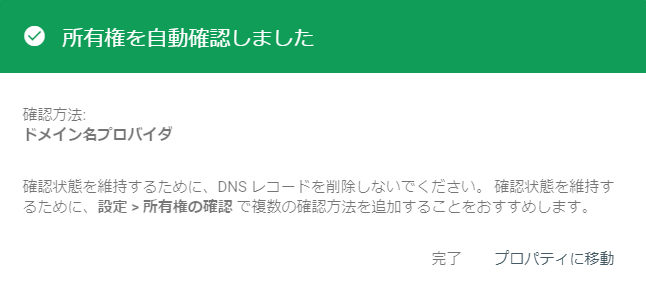 所有権を自動確認しました
確認方法:
ドメイン名プロバイダ
確認状態を維持するために、DNS レコードを削除しないでください。 確認状態を維持す
るために、設定 > 所有権の確認 で複数の確認方法を追加することをおすすめします。
完了 プロパティに移動